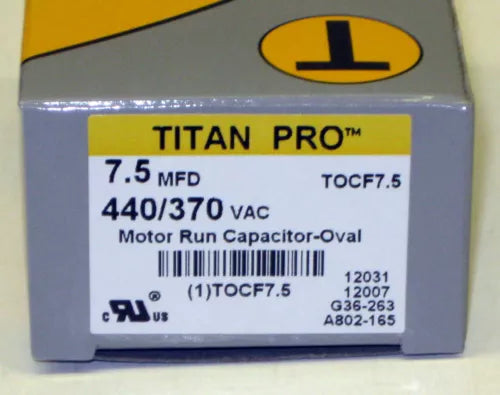 T
TITAN PRO™
7.5 MFD TOCF7.5
440/370 VAC
Motor Run Capacitor-Oval
(1)TOCF7.5
12031
12007
G36-263
A802-165
c RU ® US